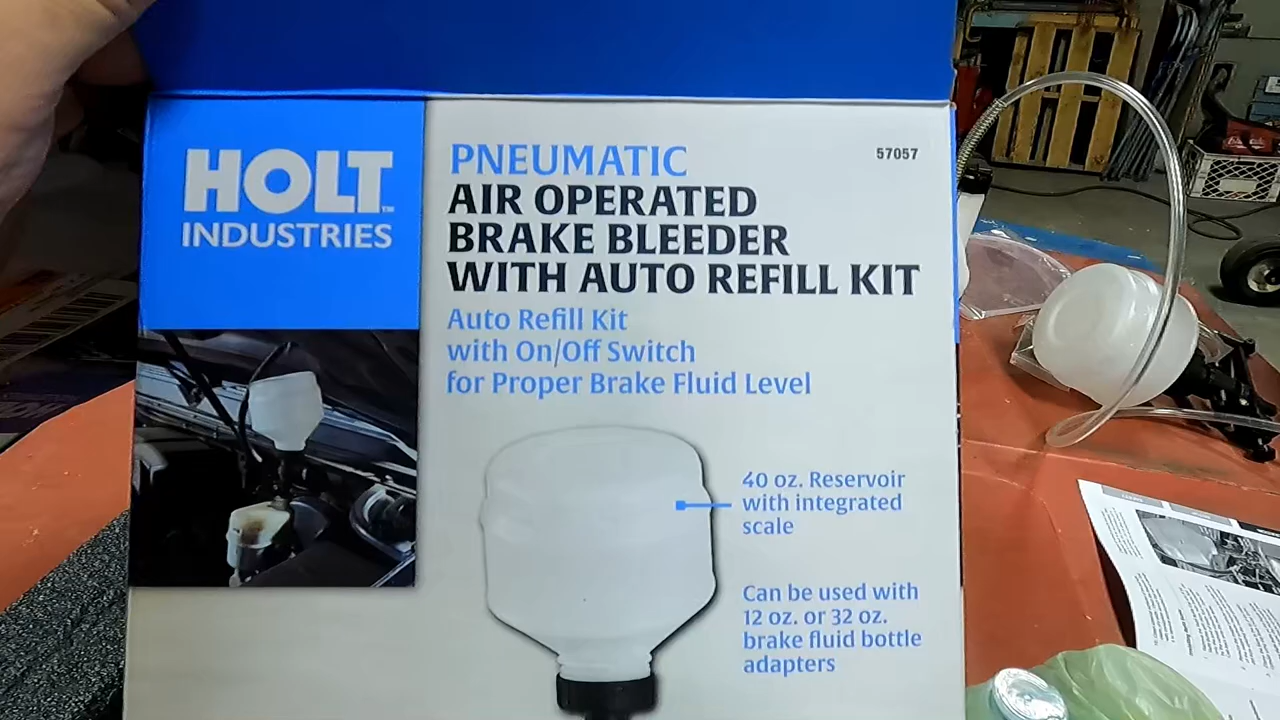 HOLT™
INDUSTRIES
PNEUMATIC
57057
AIR OPERATED
BRAKE BLEEDER
WITH AUTO REFILL KIT
Auto Refill Kit
with On/Off Switch
for Proper Brake Fluid Level
40 oz. Reservoir
with integrated
scale
Can be used with
12 oz. or 32 oz.
brake fluid bottle
adapters